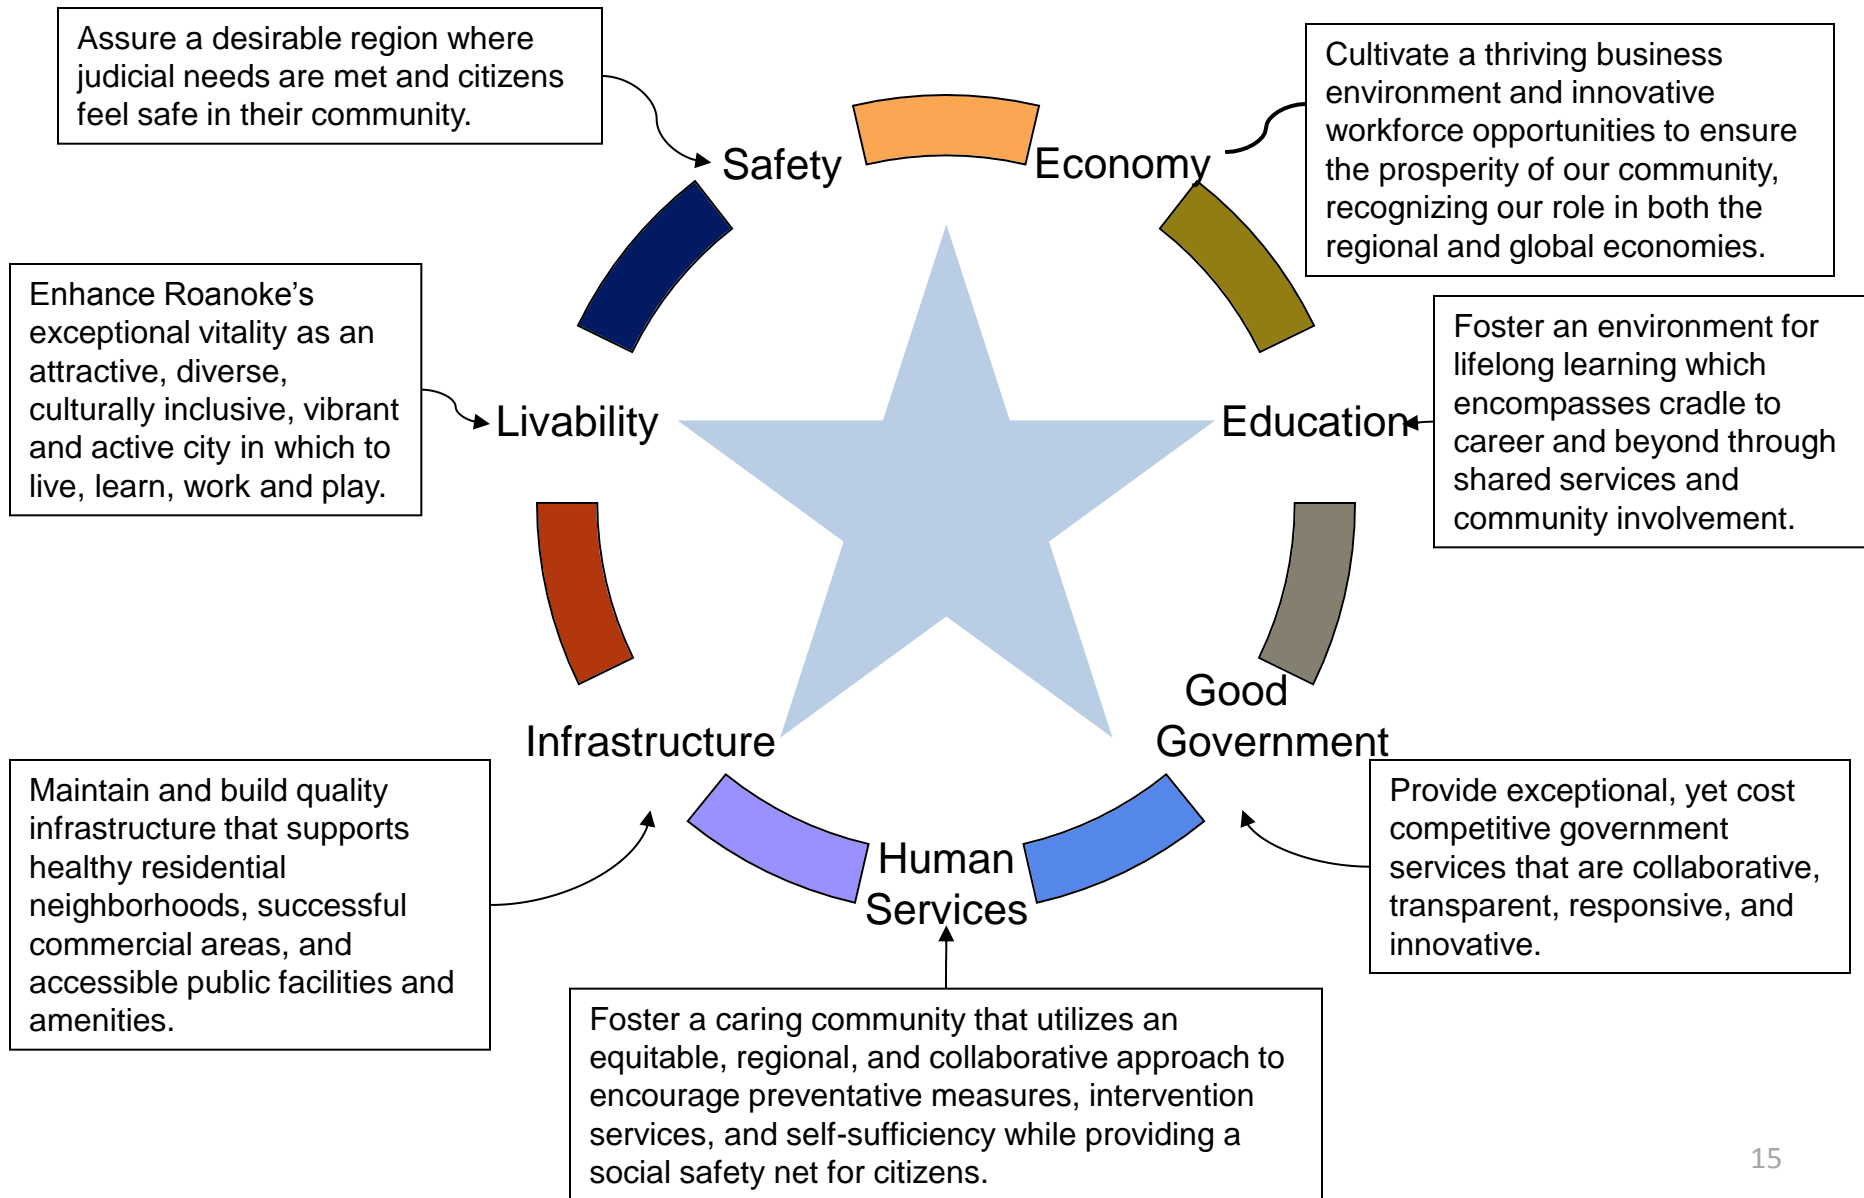 Assure a desirable region where
judicial needs are met and citizens
feel safe in their community.
Cultivate a thriving business
environment and innovative
workforce opportunities to ensure
the prosperity of our community,
recognizing our role in both the
regional and global economies.
Safety
Economy
Enhance Roanoke’s
exceptional vitality as an
attractive, diverse,
culturally inclusive, vibrant
and active city in which to
live, learn, work and play.
Foster an environment for
lifelong learning which
encompasses cradle to
career and beyond through
shared services and
community involvement.
Livability
Education
Good
Government
Infrastructure
Maintain and build quality
infrastructure that supports
healthy residential
neighborhoods, successful
commercial areas, and
accessible public facilities and
amenities.
Provide exceptional, yet cost
competitive government
services that are collaborative,
transparent, responsive, and
innovative.
Human
Services
Foster a caring community that utilizes an
equitable, regional, and collaborative approach to
encourage preventative measures, intervention
services, and self-sufficiency while providing a
social safety net for citizens.
15